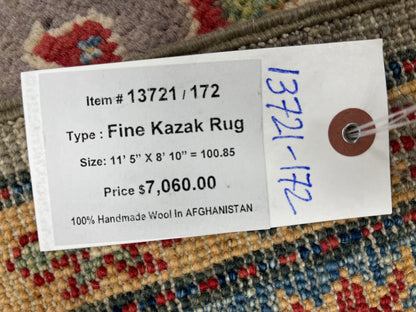 Item # 13721 / 172
Type : Fine Kazak Rug
Size: 11' 5" X 8' 10" = 100.85
Price $7,060.00
100% Handmade Wool In AFGHANISTAN
13721-172